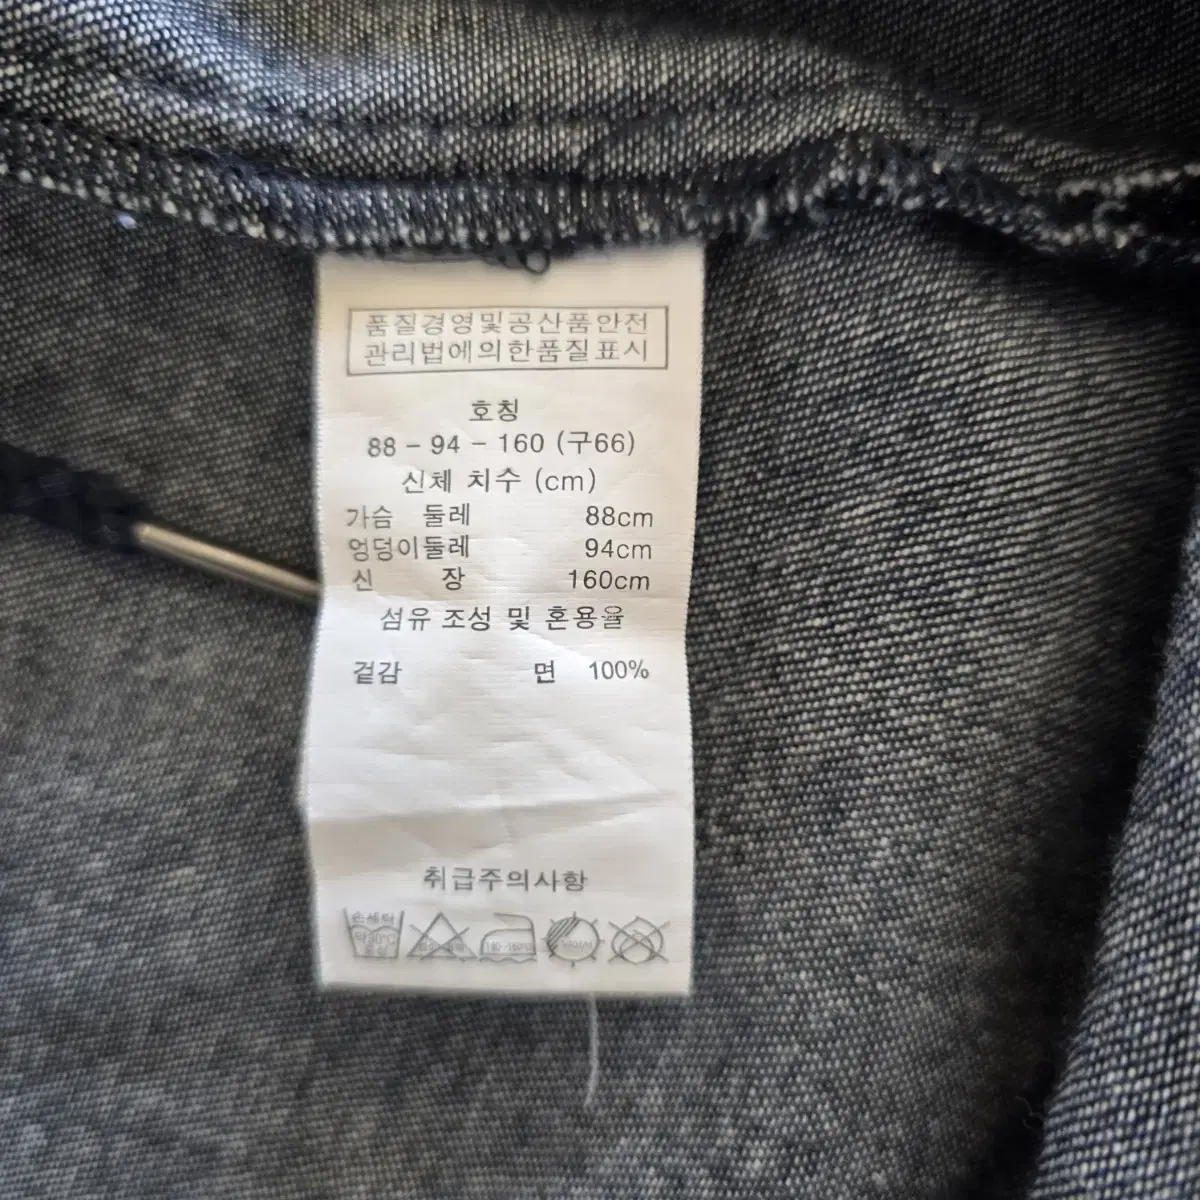 품질경영및공산품안전
관리법에의한품질표시
호칭
88 - 94 - 160 (구66)
신체 치수 (cm)
가슴 둘레 88cm
엉덩이둘레 94cm
신 장 160cm
섬유 조성 및 혼용율
겉감 면 100%
취급주의사항
손세탁